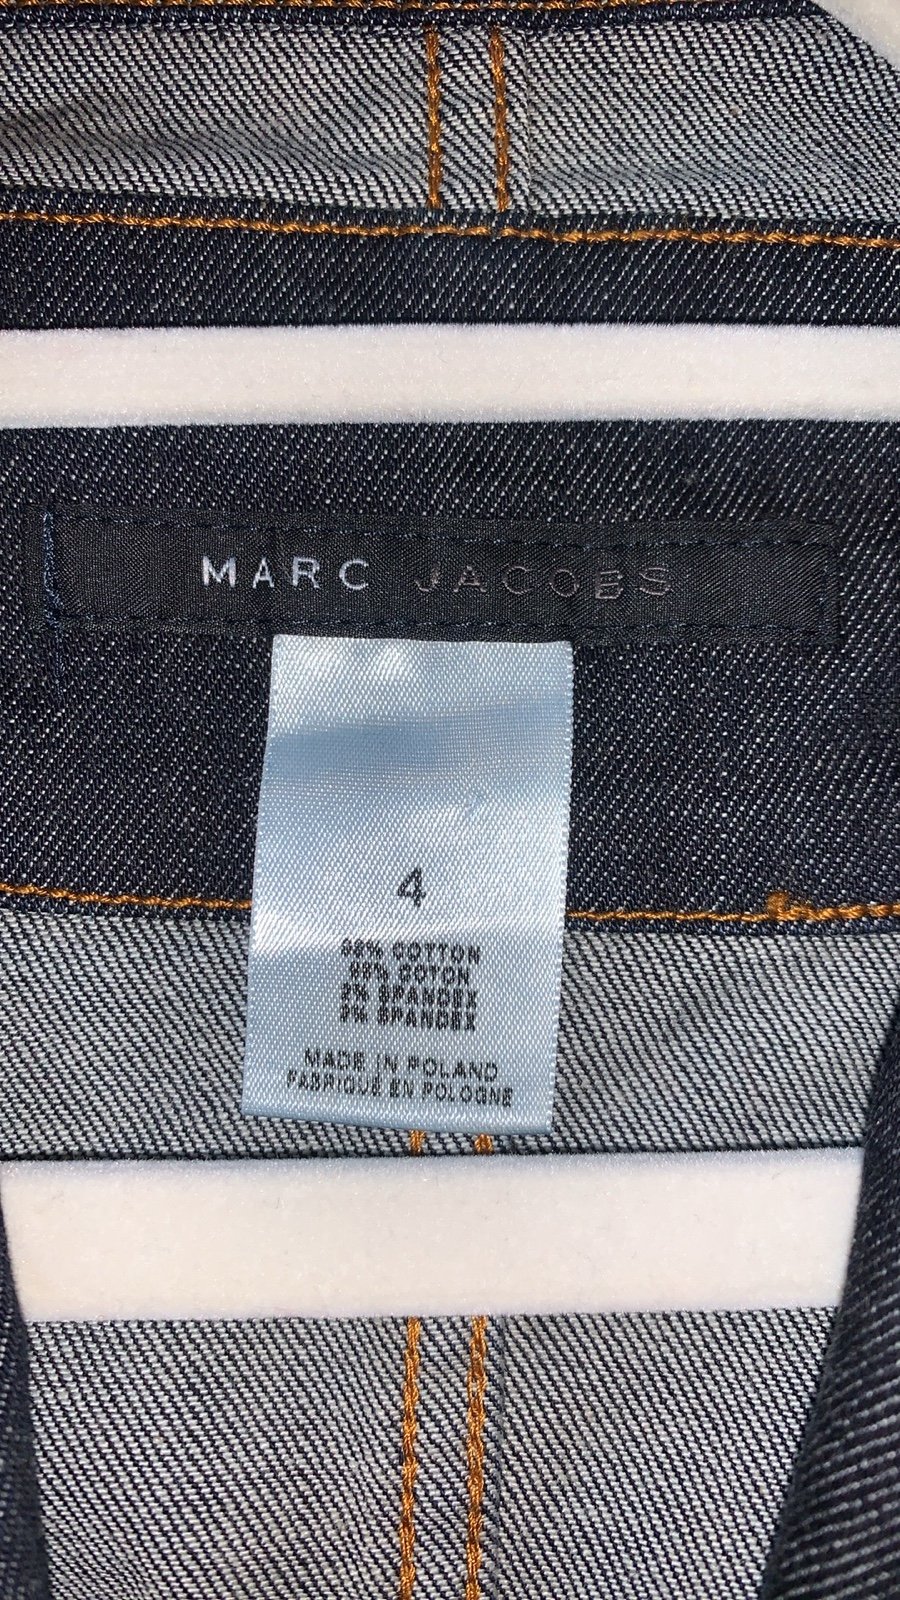 MARC JACOBS
4
98% COTTON
98% COTON
2% SPANDEX
2% SPANDEX
MADE IN POLAND
FABRIQUÉ EN POLOGNE